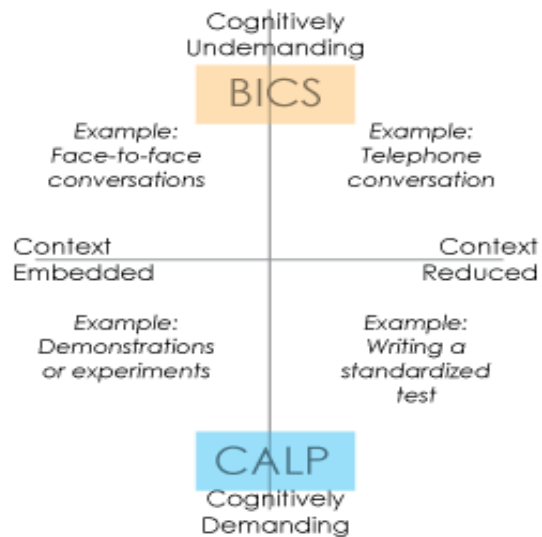 Cognitively
Undemanding
BICS
Example:
Face-to-face
conversations
Example:
Telephone
conversation
Context
Embedded
Context
Reduced
Example:
Demonstrations
or experiments
Example:
Writing a
standardized
test
CALP
Cognitively
Demanding